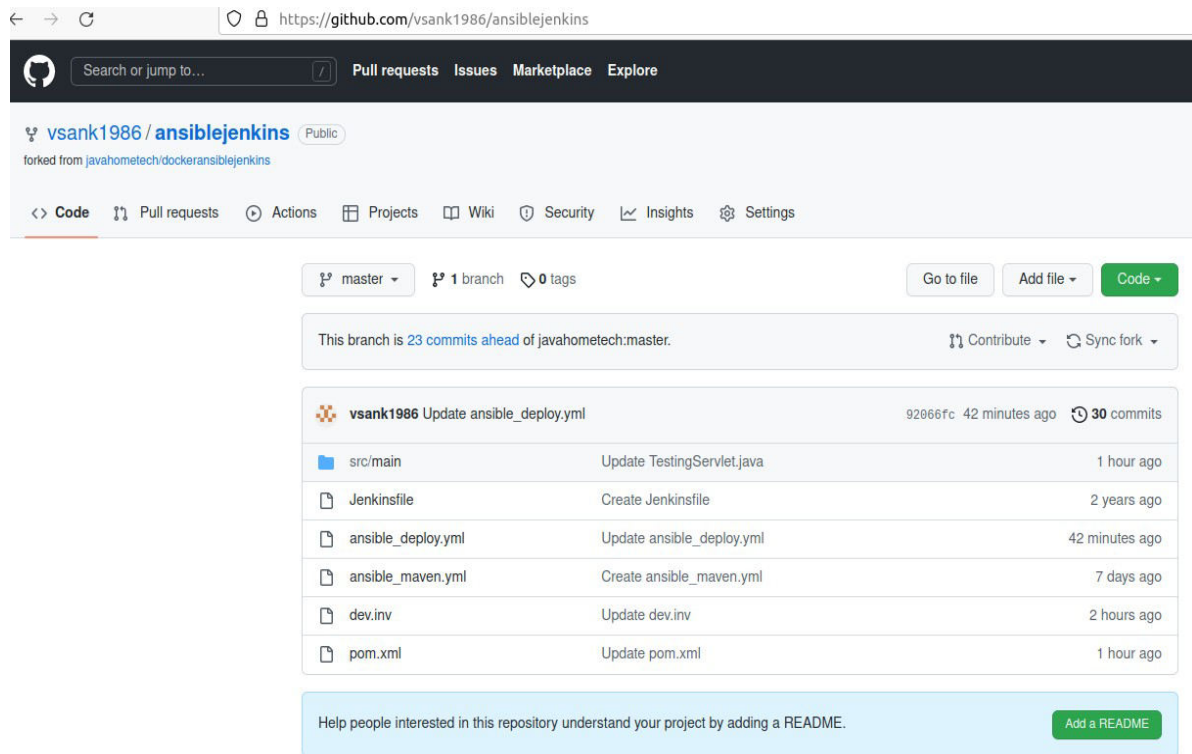 https://github.com/vsank1986/ansiblejenkins
Search or jump to... / Pull requests Issues Marketplace Explore
vsank1986 / ansiblejenkins Public
forked from javahometech/dockeransiblejenkins
<> Code Pull requests Actions Projects Wiki Security Insights Settings
master 1 branch 0 tags Go to file Add file Code
This branch is 23 commits ahead of javahometech:master. Contribute Sync fork
vsank1986 Update ansible_deploy.yml 92066fc 42 minutes ago 30 commits
src/main Update TestingServlet.java 1 hour ago
Jenkinsfile Create Jenkinsfile 2 years ago
ansible_deploy.yml Update ansible_deploy.yml 42 minutes ago
ansible_maven.yml Create ansible_maven.yml 7 days ago
dev.inv Update dev.inv 2 hours ago
pom.xml Update pom.xml 1 hour ago
Help people interested in this repository understand your project by adding a README. Add a README